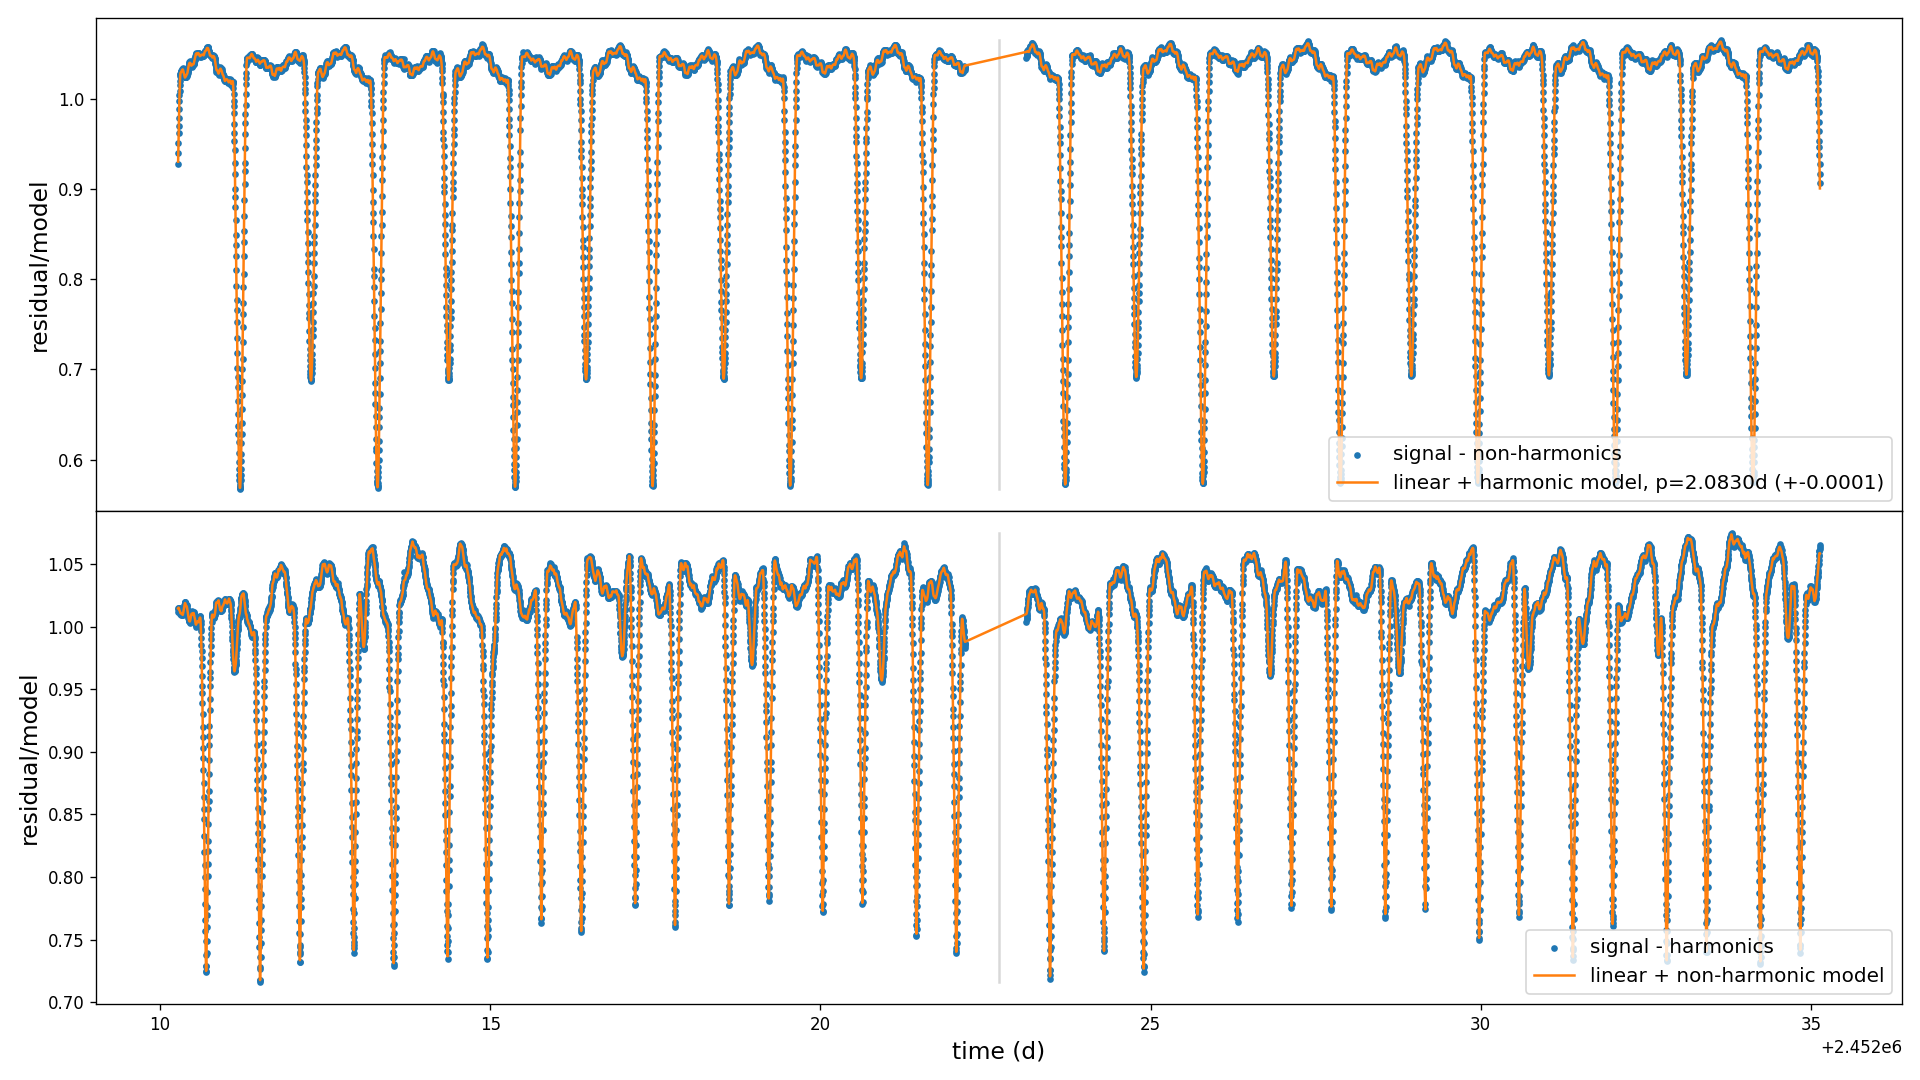 residual/model
1.0
0.9
0.8
0.7
0.6
signal - non-harmonics
linear + harmonic model, p=2.0830d (+-0.0001)
residual/model
1.05
1.00
0.95
0.90
0.85
0.80
0.75
0.70
signal - harmonics
linear + non-harmonic model
10 15 20 25 30 35
time (d)
+2.452e6